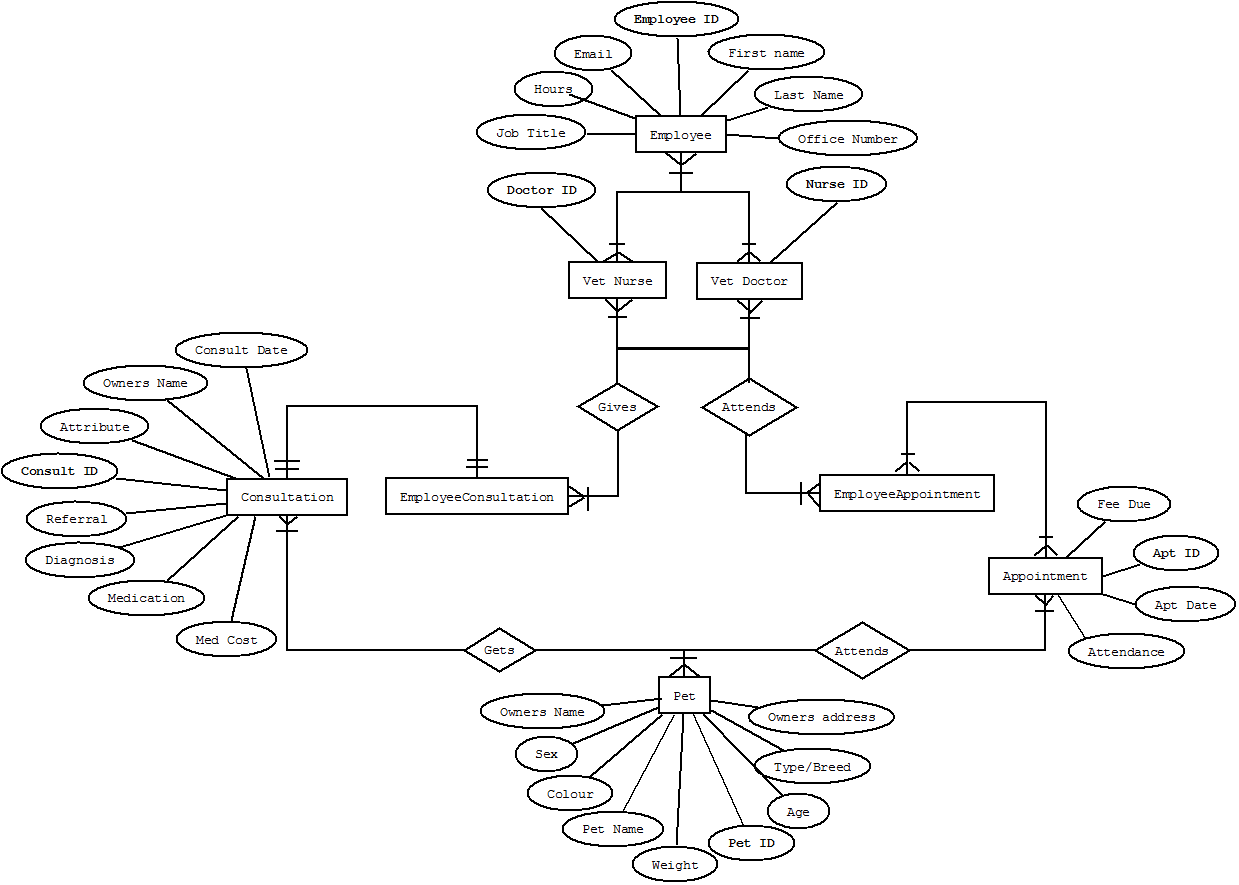 Employee ID
Email
First name
Hours
Last Name
Job Title
Employee
Office Number
Doctor ID
Nurse ID
Vet Nurse
Vet Doctor
Consult Date
Owners Name
Gives
Attends
Attribute
Consult ID
Consultation
EmployeeConsultation
EmployeeAppointment
Referral
Fee Due
Diagnosis
Apt ID
Appointment
Medication
Apt Date
Med Cost
Gets
Attends
Attendance
Pet
Owners Name
Owners address
Sex
Type/Breed
Colour
Age
Pet Name
Pet ID
Weight